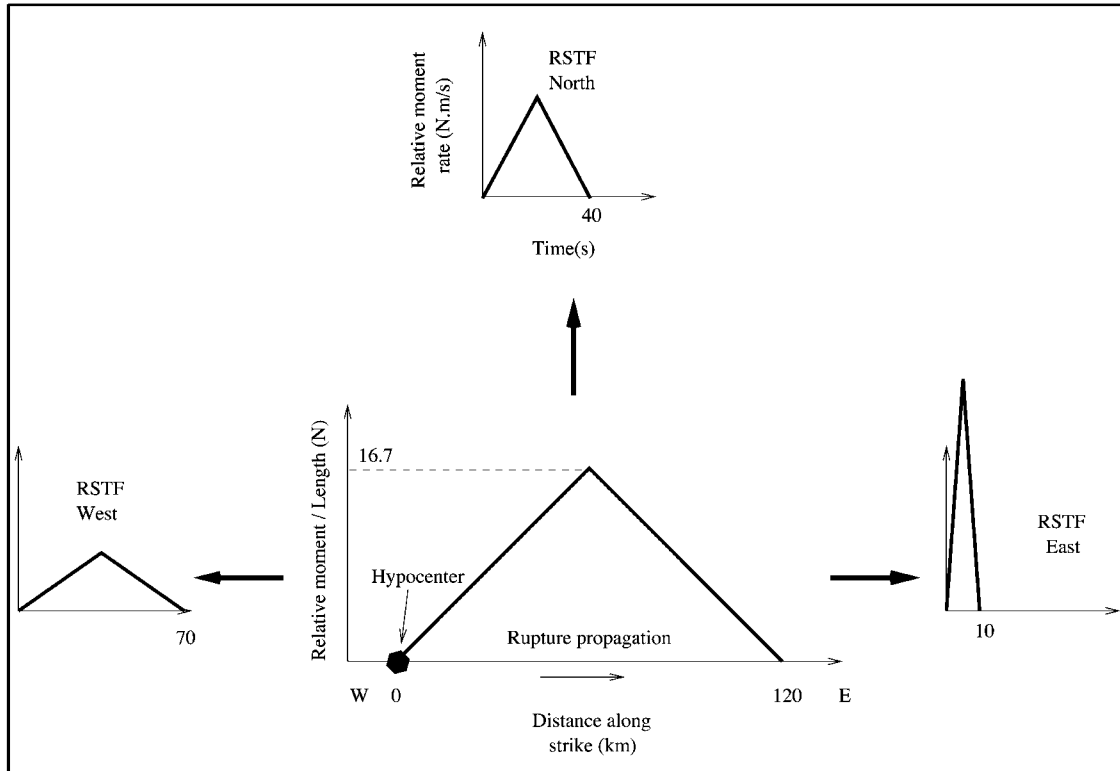 RSTF
North
Relative moment
rate (N.m/s)
40
Time(s)
RSTF
West
70
Relative moment / Length (N)
16.7
Hypocenter
Rupture propagation
W
0
120
E
Distance along
strike (km)
RSTF
East
10